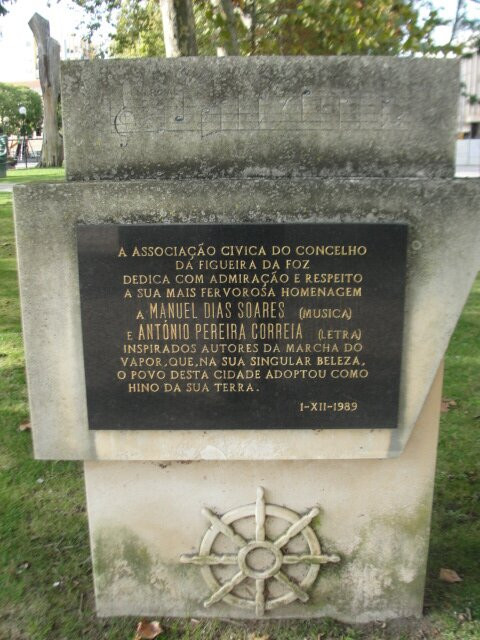 A ASSOCIAÇÃO CIVICA DO CONCELHO
DA FIGUEIRA DA FOZ
DEDICA COM ADMIRAÇÃO E RESPEITO
A SUA MAIS FERVOROSA HOMENAGEM
A MANUEL DIAS SOARES (MUSICA)
E ANTÓNIO PEREIRA CORREIA (LETRA)
INSPIRADOS AUTORES DA MARCHA DO
VAPOR, QUE, NA SUA SINGULAR BELEZA,
O POVO DESTA CIDADE ADOPTOU COMO
HINO DA SUA TERRA.
1-XII-1989